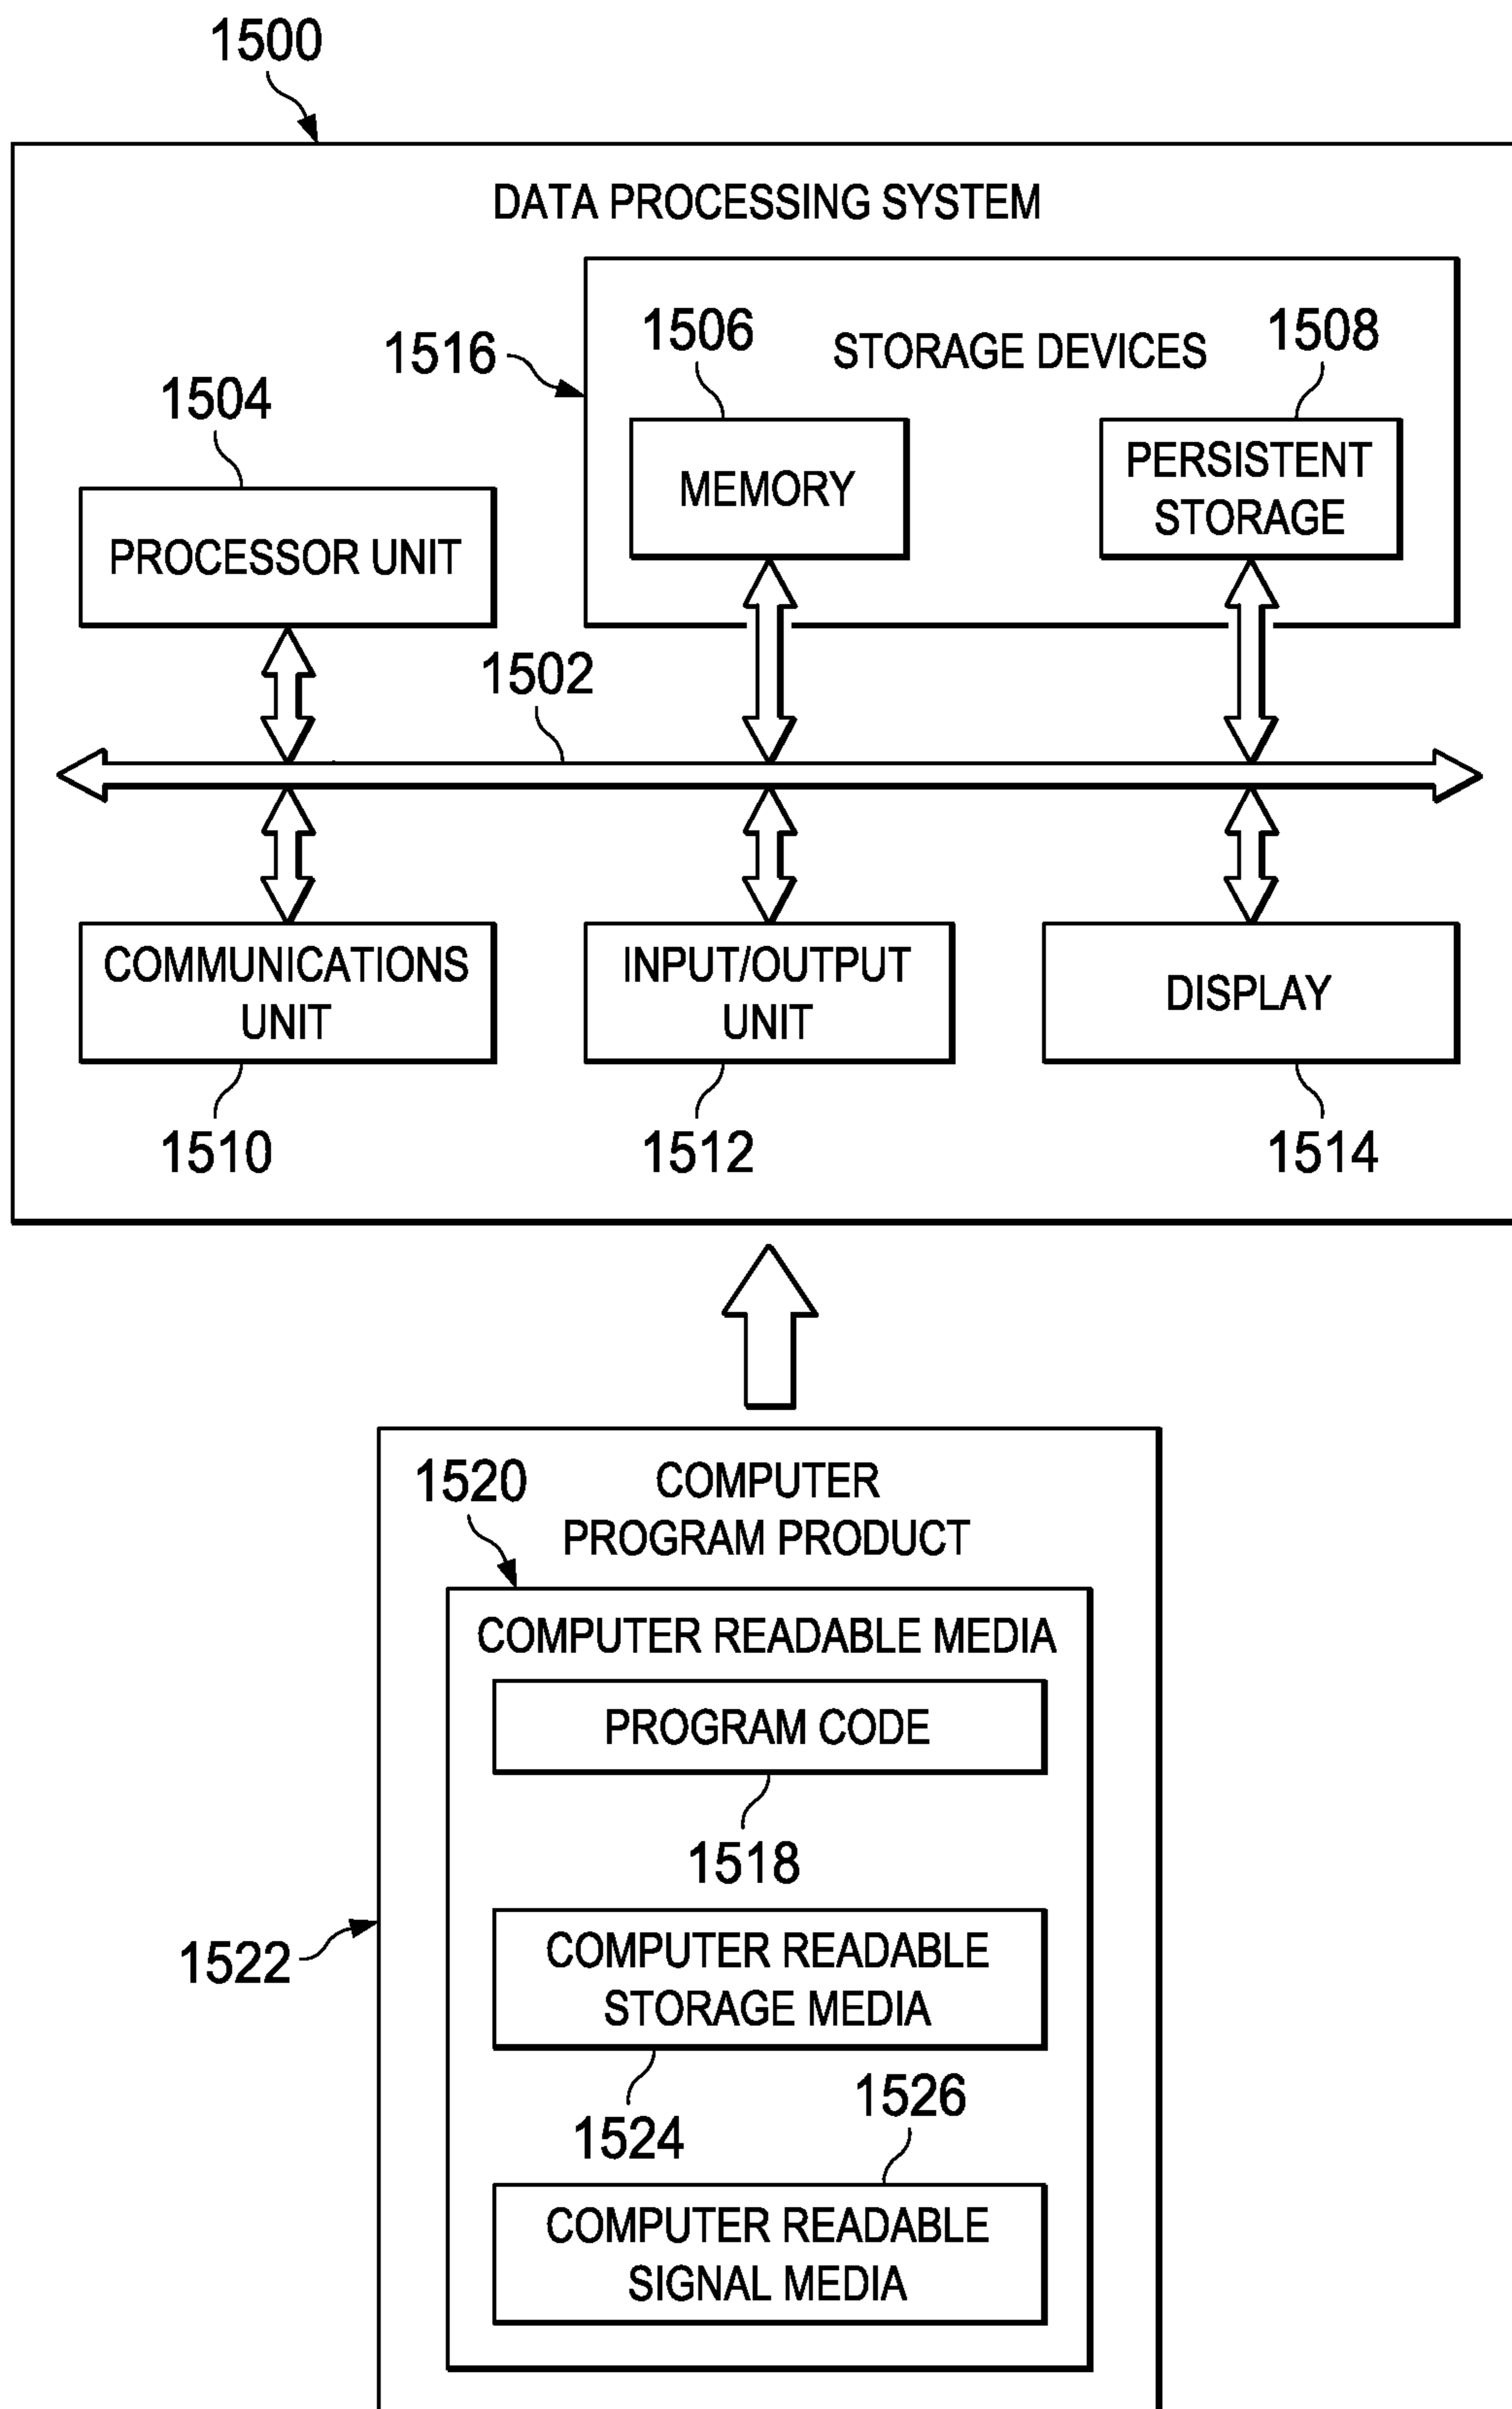 1500
DATA PROCESSING SYSTEM
1516
1506
STORAGE DEVICES
1508
1504
MEMORY
PERSISTENT
STORAGE
PROCESSOR UNIT
1502
COMMUNICATIONS
UNIT
INPUT/OUTPUT
UNIT
DISPLAY
1510
1512
1514
1520
COMPUTER
PROGRAM PRODUCT
COMPUTER READABLE MEDIA
PROGRAM CODE
1518
1522
COMPUTER READABLE
STORAGE MEDIA
1524
1526
COMPUTER READABLE
SIGNAL MEDIA